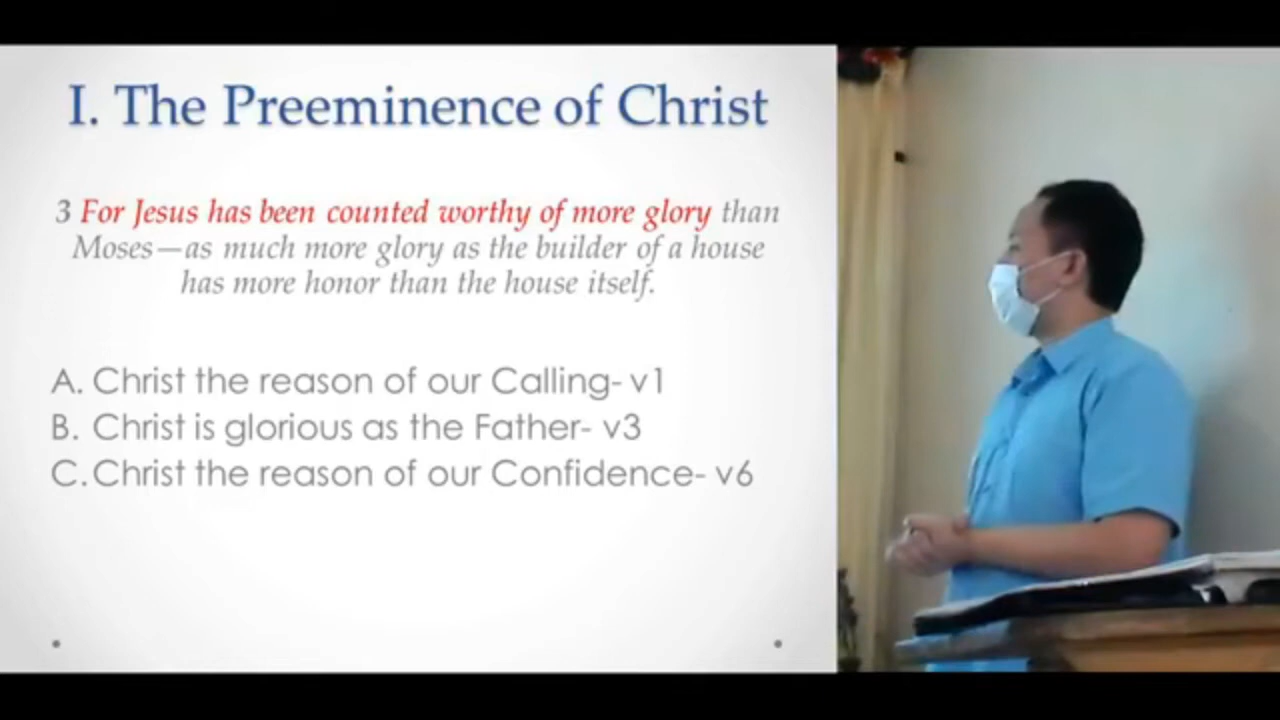 I. The Preeminence of Christ
3 For Jesus has been counted worthy of more glory than
Moses—as much more glory as the builder of a house
has more honor than the house itself.
A. Christ the reason of our Calling- v1
B. Christ is glorious as the Father- v3
C. Christ the reason of our Confidence- v6